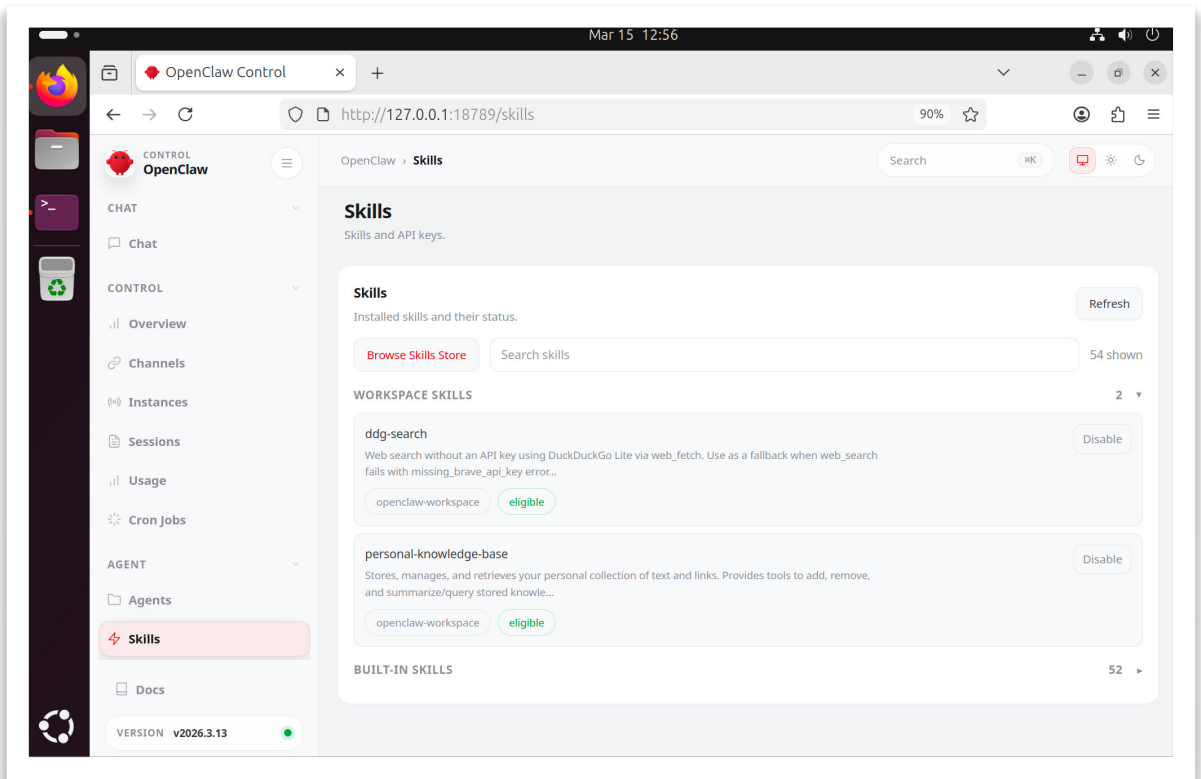 Mar 15 12:56
OpenClaw Control
http://127.0.0.1:18789/skills
90%
CONTROL
OpenClaw
CHAT
Chat
CONTROL
Overview
Channels
Instances
Sessions
Usage
Cron Jobs
AGENT
Agents
Skills
Docs
VERSION v2026.3.13
OpenClaw › Skills
Search ⌘K
Skills
Skills and API keys.
Skills
Installed skills and their status.
Refresh
Browse Skills Store
Search skills
54 shown
WORKSPACE SKILLS 2
ddg-search
Web search without an API key using DuckDuckGo Lite via web_fetch. Use as a fallback when web_search
fails with missing_brave_api_key error...
openclaw-workspace
eligible
Disable
personal-knowledge-base
Stores, manages, and retrieves your personal collection of text and links. Provides tools to add, remove,
and summarize/query stored knowle...
openclaw-workspace
eligible
Disable
BUILT-IN SKILLS 52